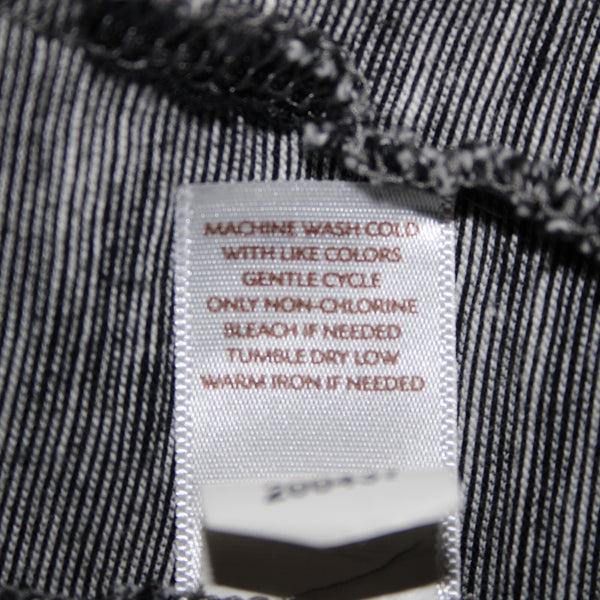 MACHINE WASH COLD
WITH LIKE COLORS
GENTLE CYCLE
ONLY NON-CHLORINE
BLEACH IF NEEDED
TUMBLE DRY LOW
WARM IRON IF NEEDED